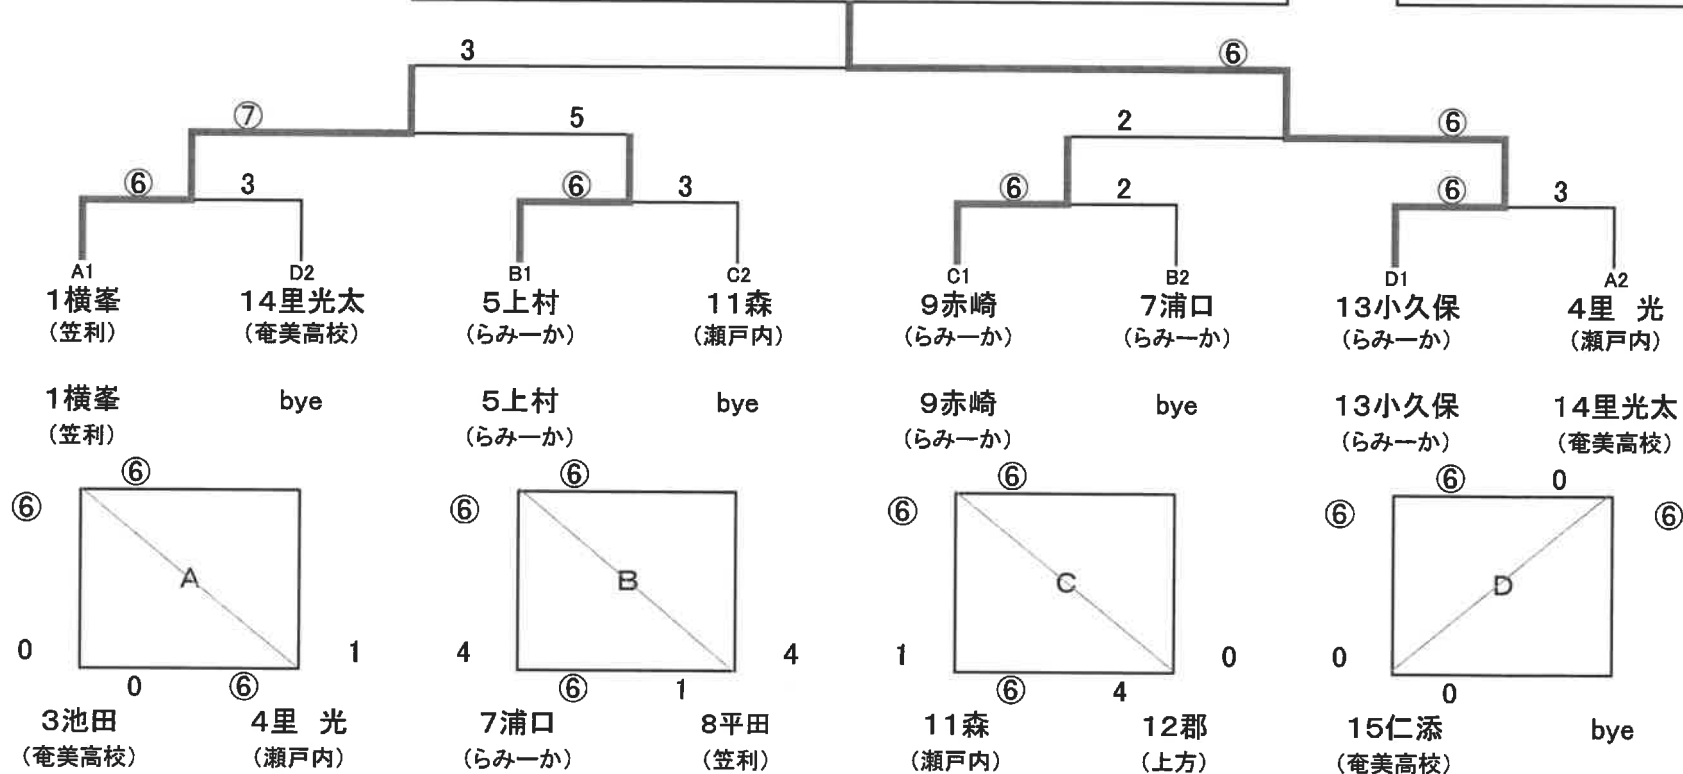 3 ⑥
⑦ 5 2 ⑥
⑥ 3 ⑥ 3 ⑥ 2 ⑥ 3
A1 D2 B1 C2 C1 B2 D1 A2
1横峯 14里光太 5上村 11森 9赤崎 7浦口 13小久保 4里 光
(笠利) (奄美高校) (らみーか) (瀬戸内) (らみーか) (らみーか) (らみーか) (瀬戸内)
1横峯 bye 5上村 bye 9赤崎 bye 13小久保 14里光太
(笠利) (らみーか) (らみーか) (らみーか) (奄美高校)
⑥ ⑥ ⑥ ⑥ 0
⑥ ⑥ ⑥ ⑥ ⑥
A B C D
0 1 4 4 1 0 0
0 ⑥ ⑥ 1 ⑥ 4 0
3池田 4里 光 7浦口 8平田 11森 12郡 15仁添 bye
(奄美高校) (瀬戸内) (らみーか) (笠利) (瀬戸内) (上方) (奄美高校)